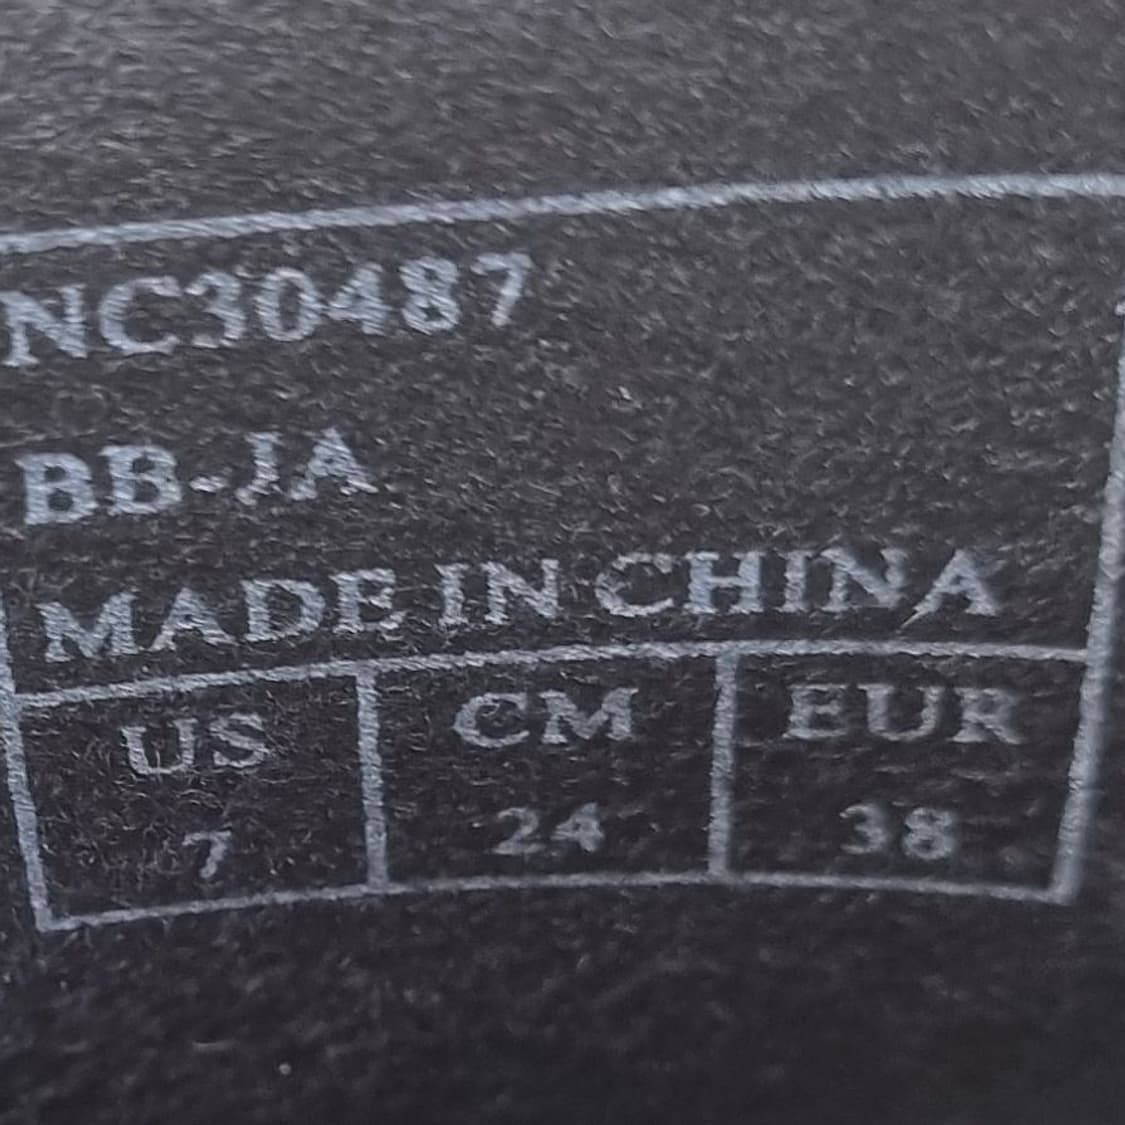 NC30487
BB-JA
MADE IN CHINA
US CM EUR
7 24 38